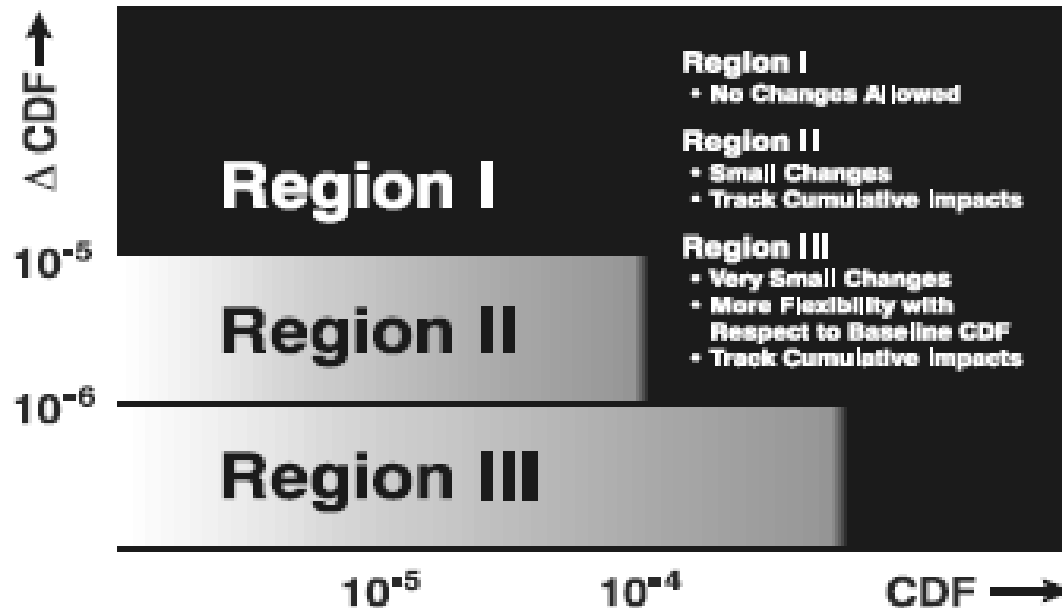 Δ CDF →
Region I
• No Changes Allowed
Region II
• Small Changes
• Track Cumulative Impacts
Region III
• Very Small Changes
• More Flexibility with
Respect to Baseline CDF
• Track Cumulative Impacts
Region I
10⁻⁵
Region II
10⁻⁶
Region III
10⁻⁵
10⁻⁴
CDF →